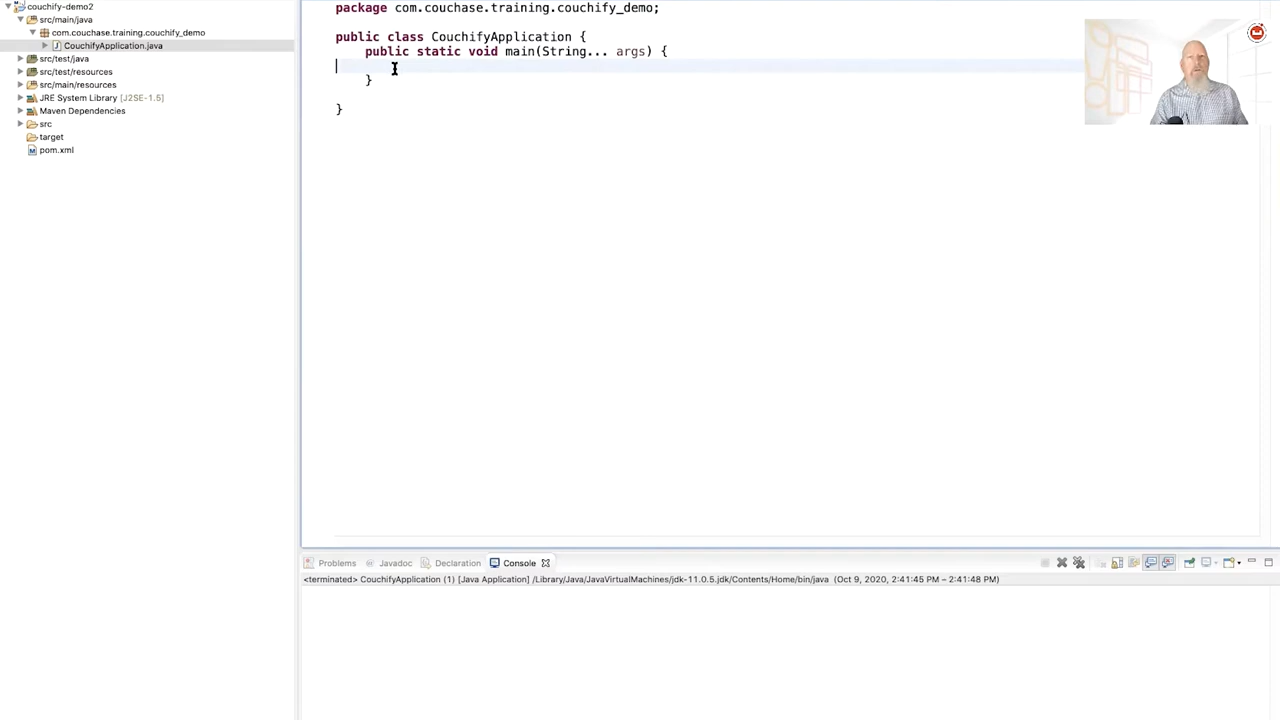 couchify-demo2
src/main/java
com.couchase.training.couchify_demo
CouchifyApplication.java
src/test/java
src/test/resources
src/main/resources
JRE System Library [J2SE-1.5]
Maven Dependencies
src
target
pom.xml
package com.couchase.training.couchify_demo;
public class CouchifyApplication {
public static void main(String... args) {
}
}
Problems
Javadoc
Declaration
Console
<terminated> CouchifyApplication (1) [Java Application] /Library/Java/JavaVirtualMachines/jdk-11.0.5.jdk/Contents/Home/bin/java (Oct 9, 2020, 2:41:45 PM – 2:41:48 PM)